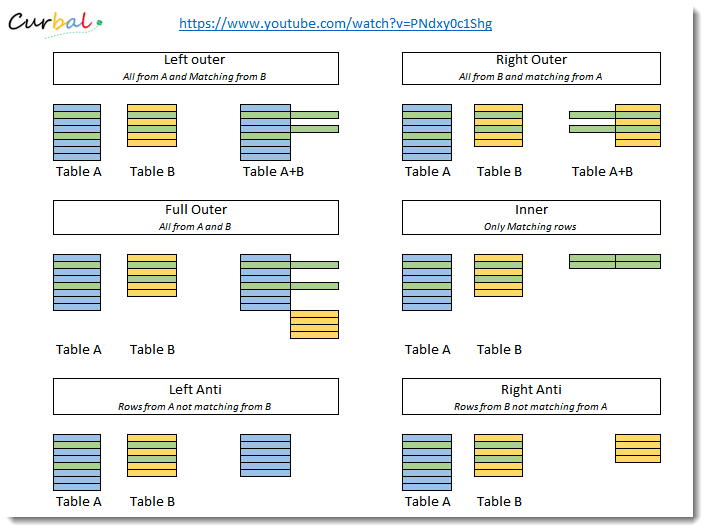 Curbal
https://www.youtube.com/watch?v=PNdxy0c1Shg
Left outer
All from A and Matching from B
Right Outer
All from B and matching from A
Table A Table B Table A+B
Table A Table B Table A+B
Full Outer
All from A and B
Inner
Only Matching rows
Table A Table B
Table A Table B
Left Anti
Rows from A not matching from B
Right Anti
Rows from B not matching from A
Table A Table B
Table A Table B